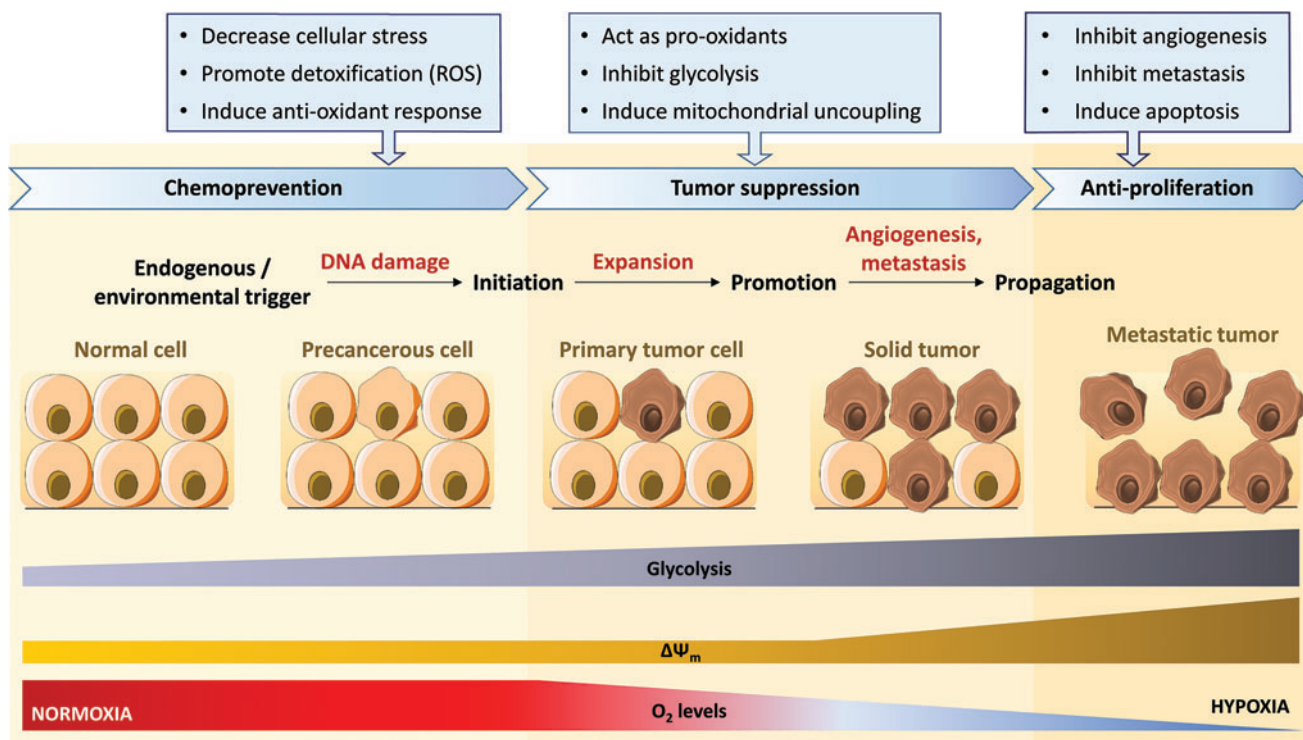 • Decrease cellular stress
• Promote detoxification (ROS)
• Induce anti-oxidant response
• Act as pro-oxidants
• Inhibit glycolysis
• Induce mitochondrial uncoupling
• Inhibit angiogenesis
• Inhibit metastasis
• Induce apoptosis
Chemoprevention
Tumor suppression
Anti-proliferation
Endogenous /
environmental trigger
DNA damage
Initiation
Expansion
Promotion
Angiogenesis,
metastasis
Propagation
Normal cell
Precancerous cell
Primary tumor cell
Solid tumor
Metastatic tumor
Glycolysis
ΔΨm
NORMOXIA
O2 levels
HYPOXIA